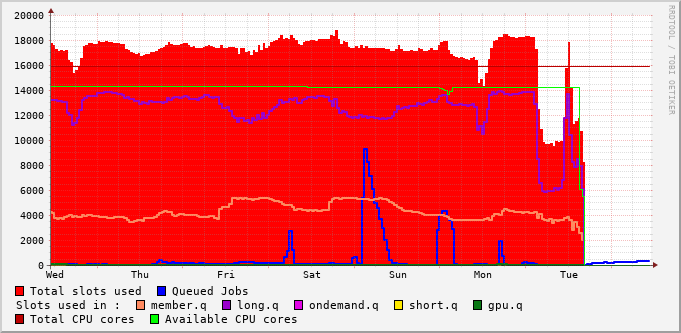 20000
18000
16000
14000
12000
10000
8000
6000
4000
2000
0
Wed Thu Fri Sat Sun Mon Tue
RRDTOOL / TOBI OETIKER
Total slots used Queued Jobs
Slots used in : member.q long.q ondemand.q short.q gpu.q
Total CPU cores Available CPU cores